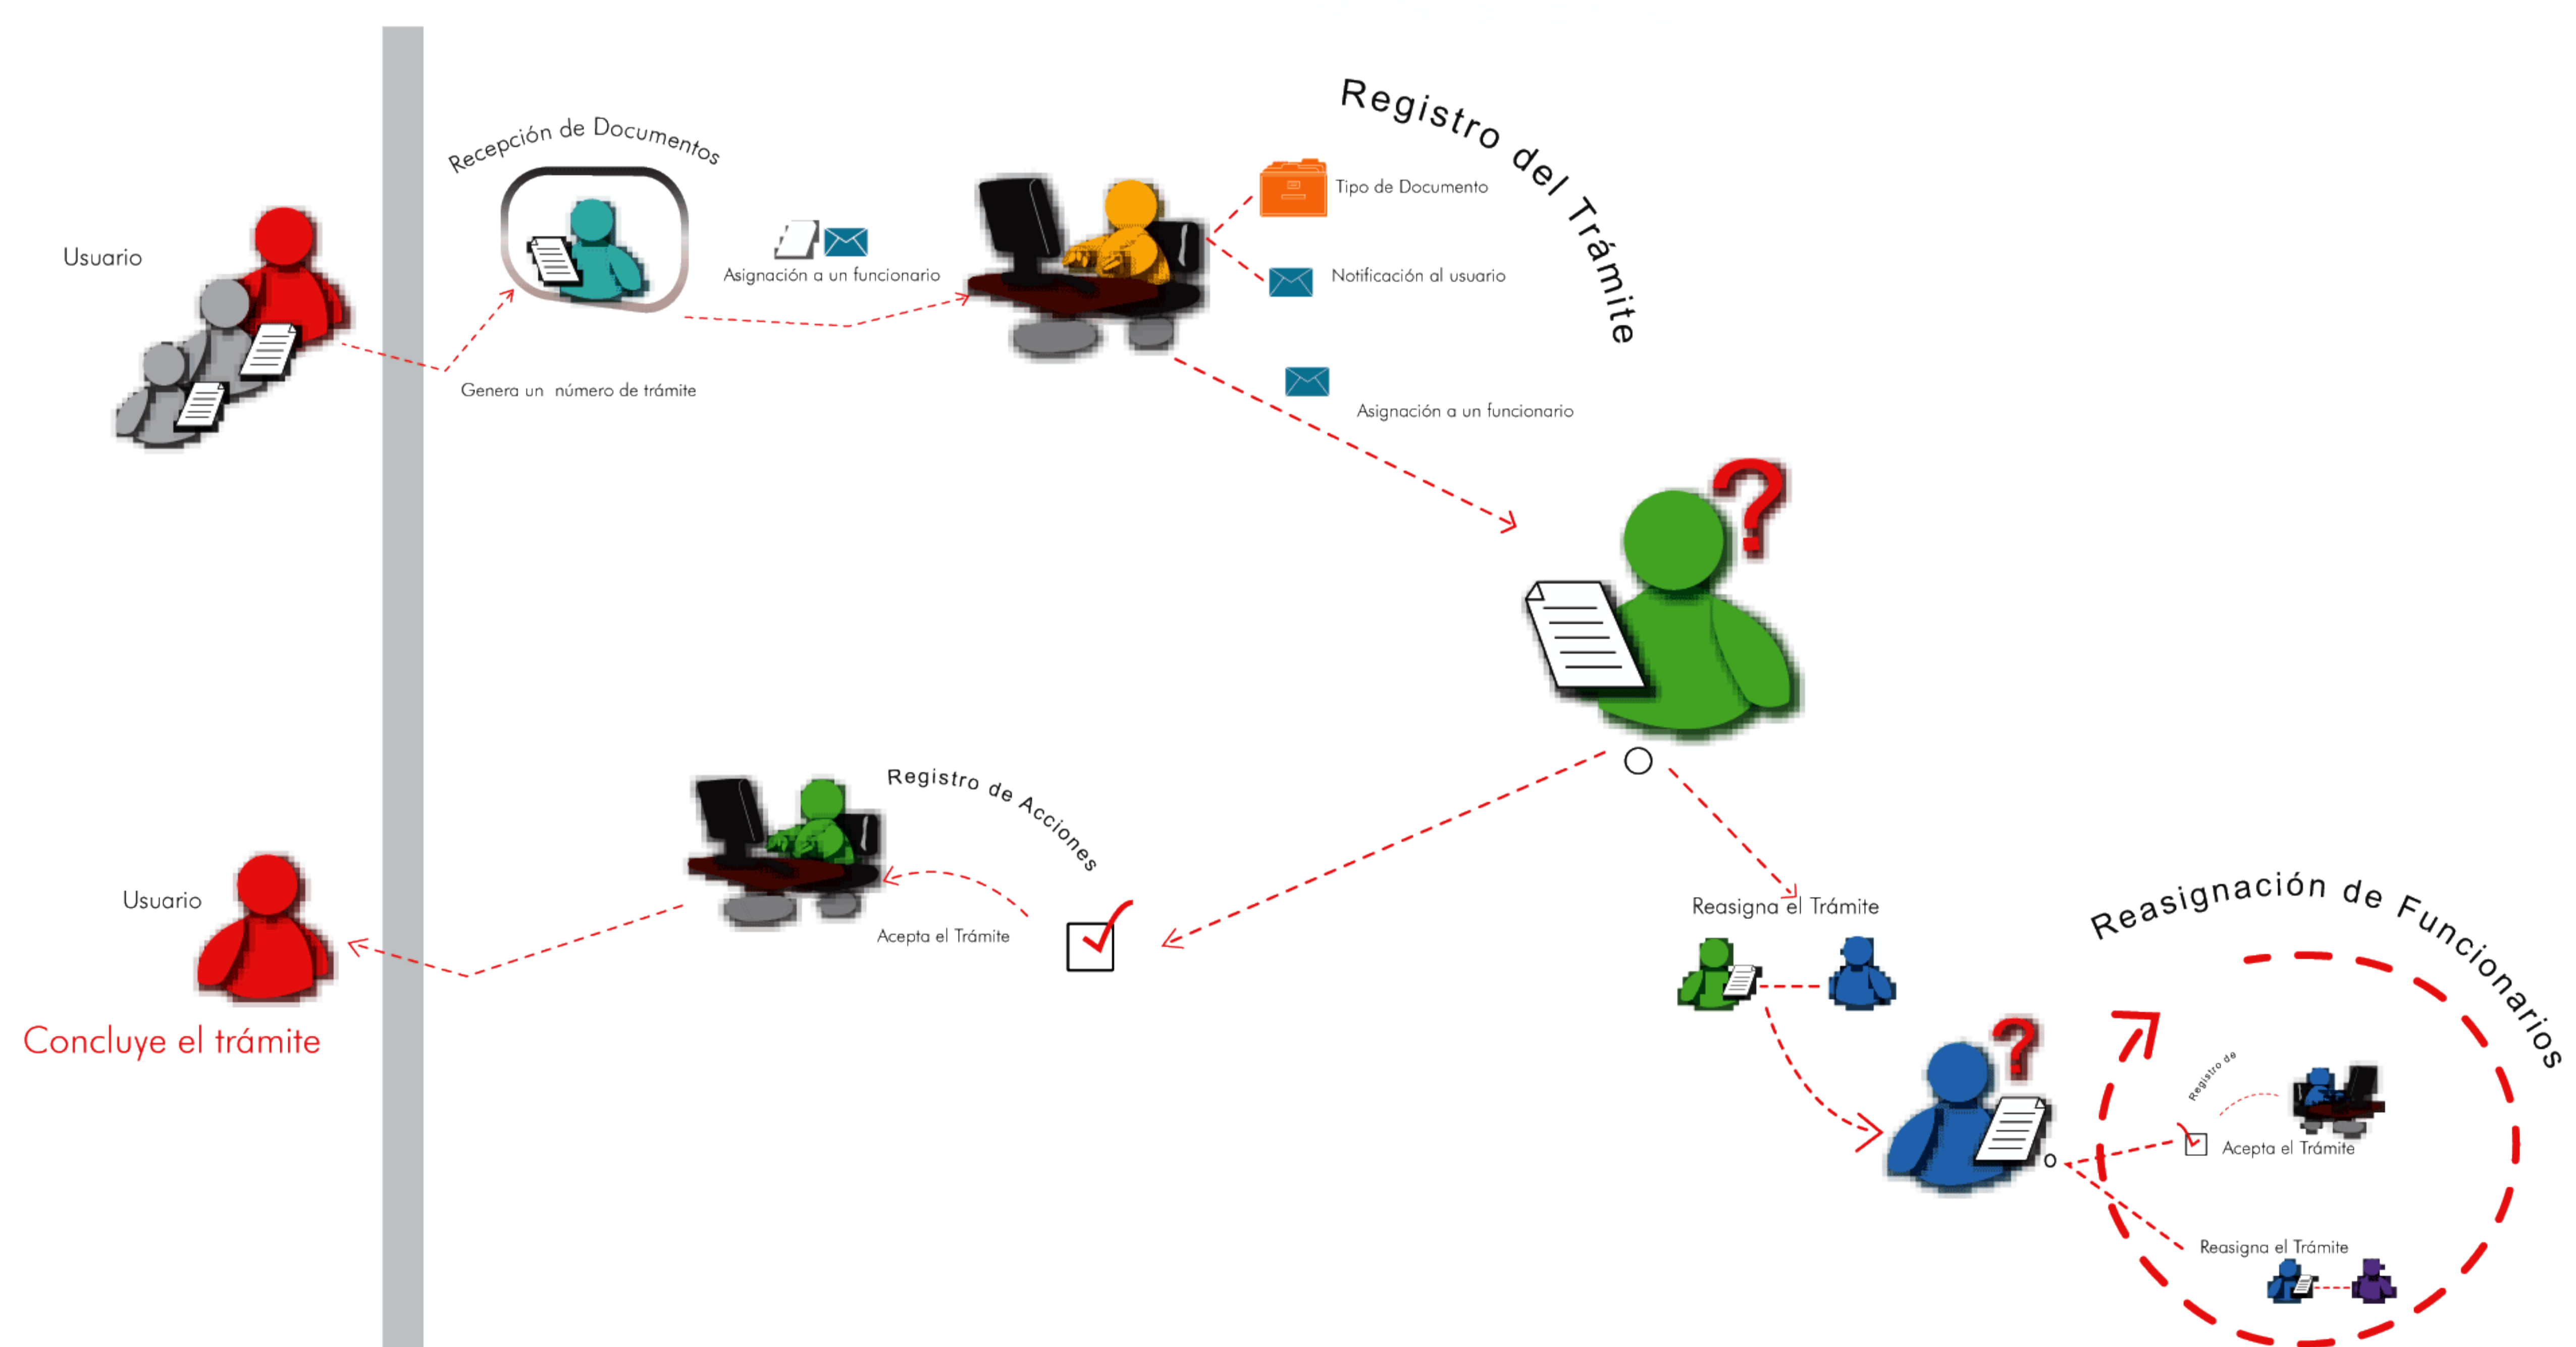 Registro del Trámite
Recepción de Documentos
Tipo de Documento
Usuario
Asignación a un funcionario
Notificación al usuario
Genera un número de trámite
Asignación a un funcionario
Registro de Acciones
Usuario
Acepta el Trámite
Reasigna el Trámite
Reasignación de Funcionarios
Concluye el trámite
Registro de
Acepta el Trámite
Reasigna el Trámite